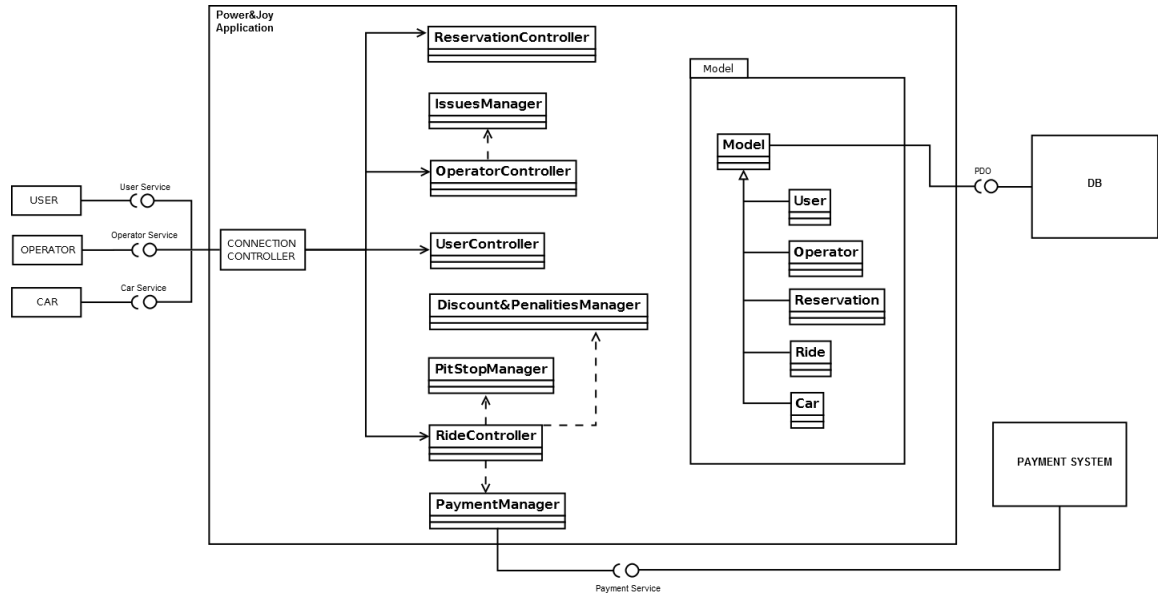 Power&Joy
Application
ReservationController
IssuesManager
OperatorController
UserController
Discount&PenalitiesManager
PitStopManager
RideController
PaymentManager
USER
User Service
OPERATOR
Operator Service
CAR
Car Service
CONNECTION
CONTROLLER
Model
Model
User
Operator
Reservation
Ride
Car
PDO
DB
PAYMENT SYSTEM
Payment Service